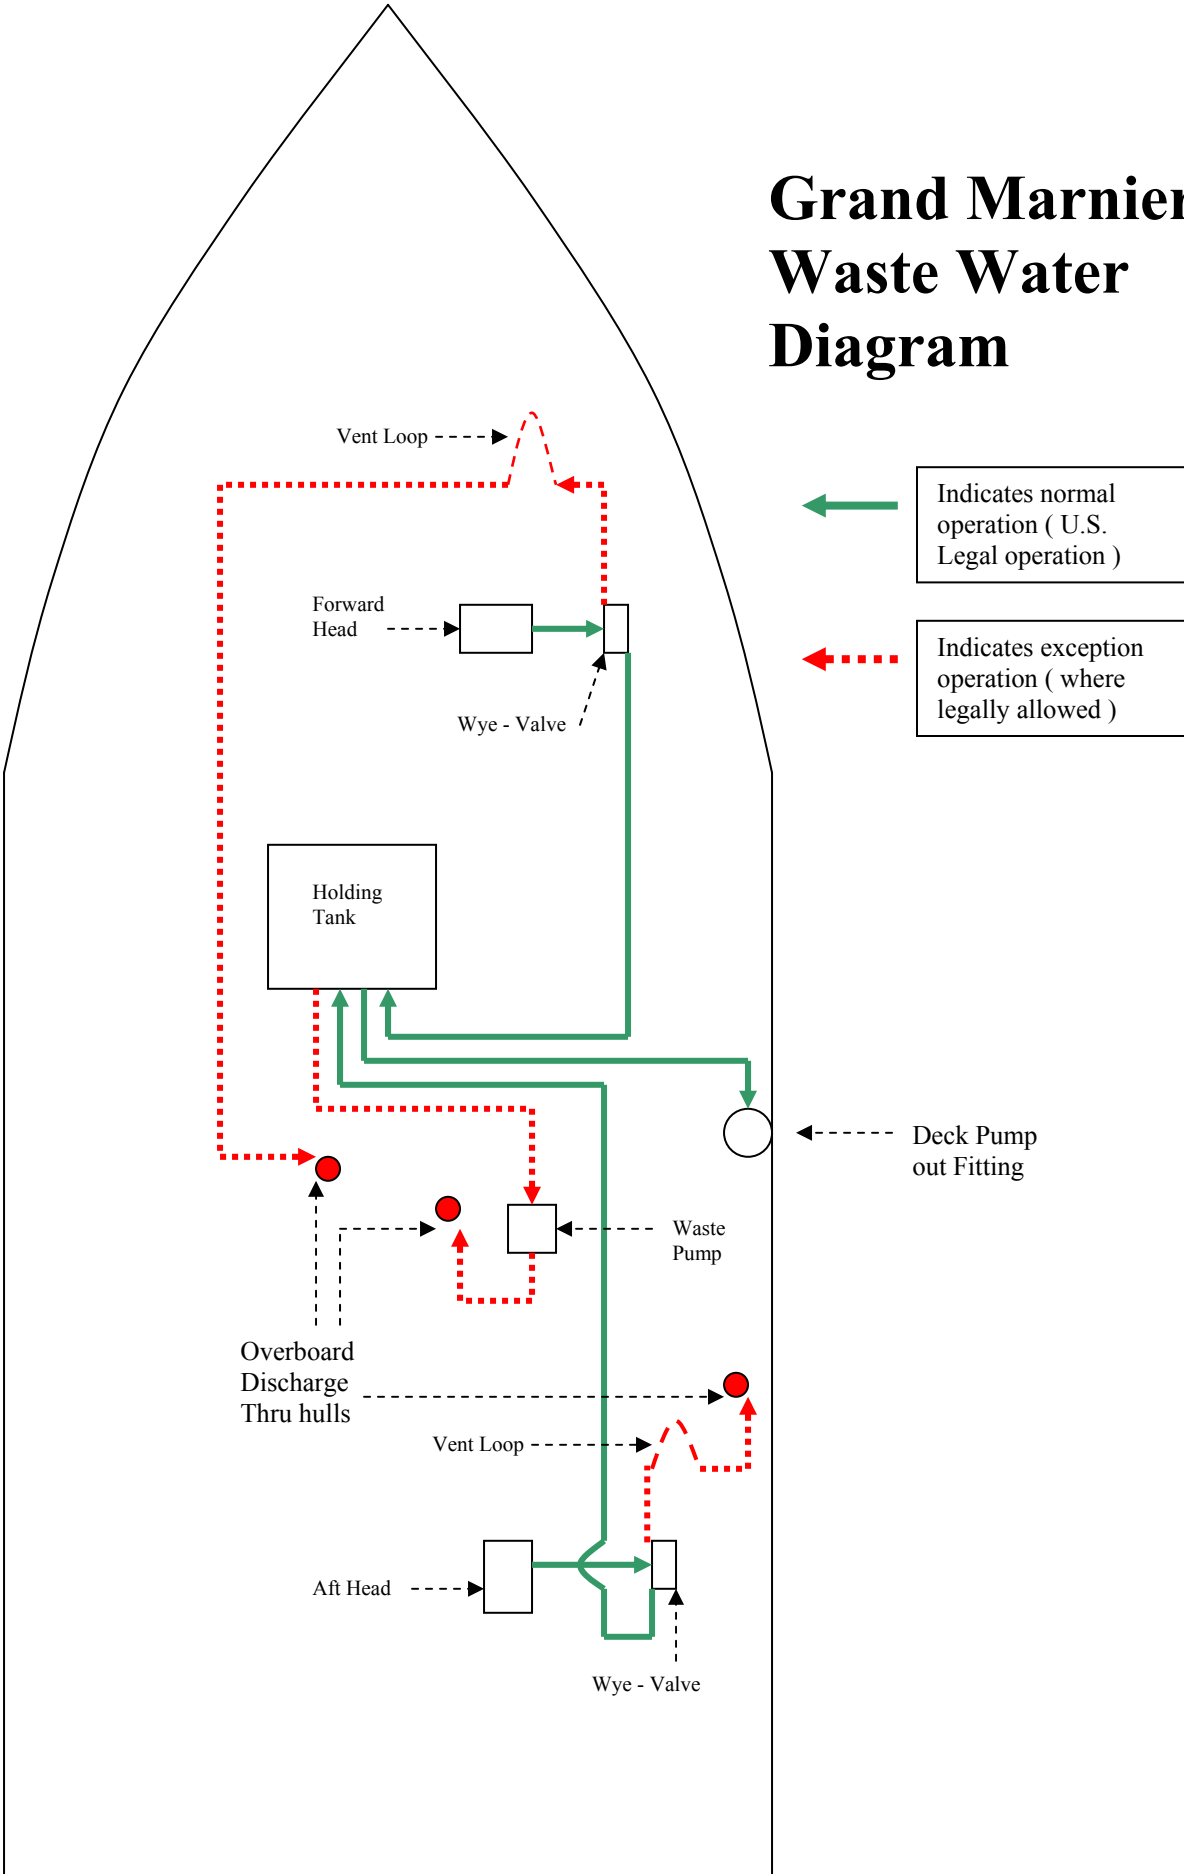 Grand Marnier
Waste Water
Diagram
Vent Loop
Indicates normal
operation ( U.S.
Legal operation )
Forward
Head
Indicates exception
operation ( where
legally allowed )
Wye - Valve
Holding
Tank
Deck Pump
out Fitting
Waste
Pump
Overboard
Discharge
Thru hulls
Vent Loop
Aft Head
Wye - Valve